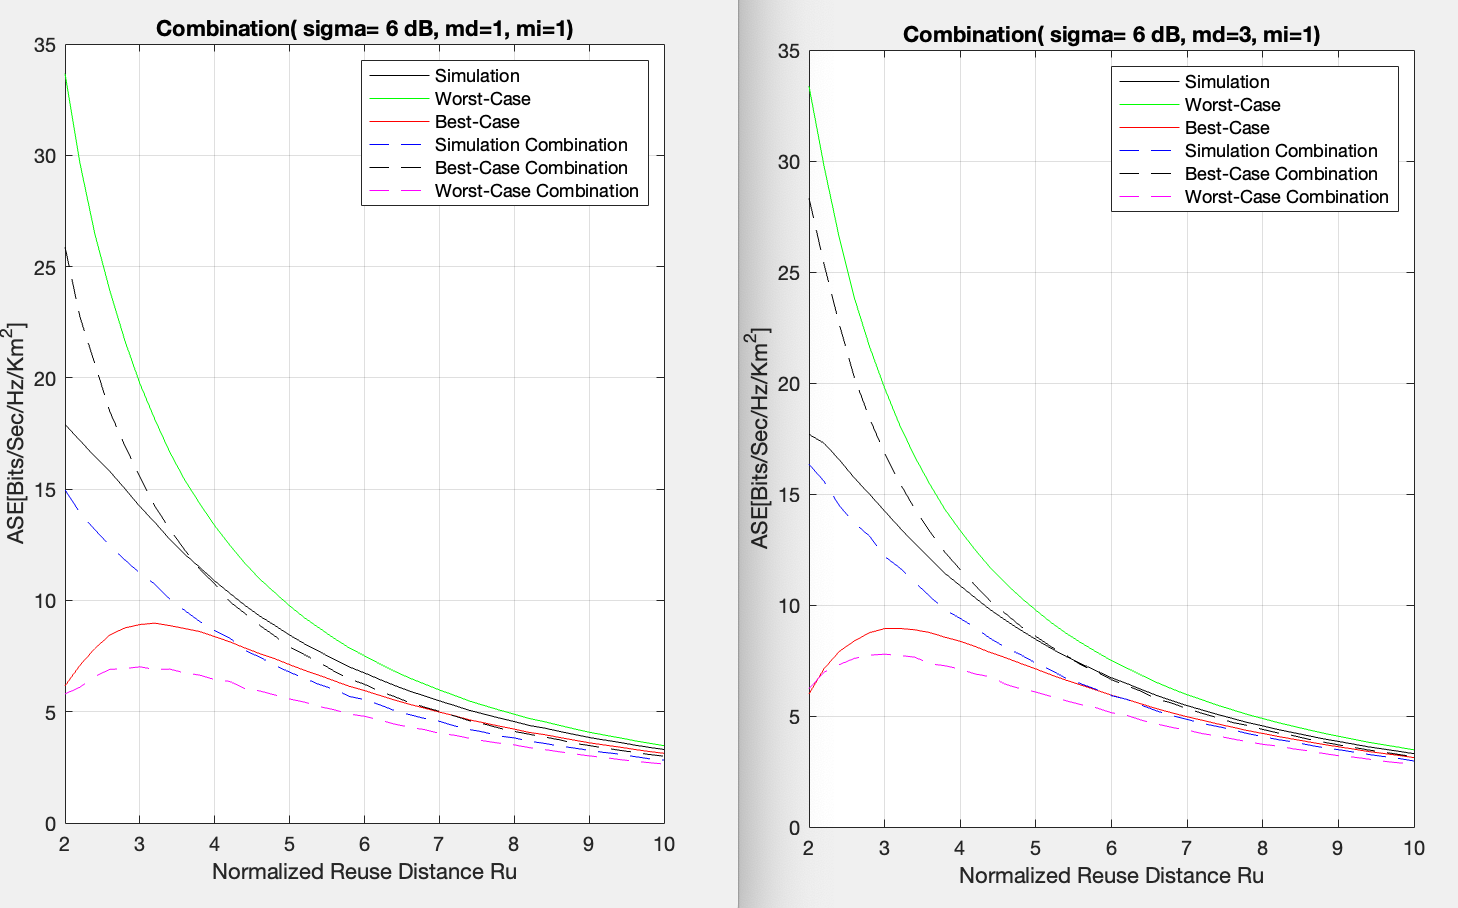 Combination( sigma= 6 dB, md=1, mi=1)
35
30
25
20
15
10
5
0
ASE[Bits/Sec/Hz/Km²]
Simulation
Worst-Case
Best-Case
Simulation Combination
Best-Case Combination
Worst-Case Combination
2 3 4 5 6 7 8 9 10
Normalized Reuse Distance Ru
Combination( sigma= 6 dB, md=3, mi=1)
35
30
25
20
15
10
5
0
ASE[Bits/Sec/Hz/Km²]
Simulation
Worst-Case
Best-Case
Simulation Combination
Best-Case Combination
Worst-Case Combination
2 3 4 5 6 7 8 9 10
Normalized Reuse Distance Ru